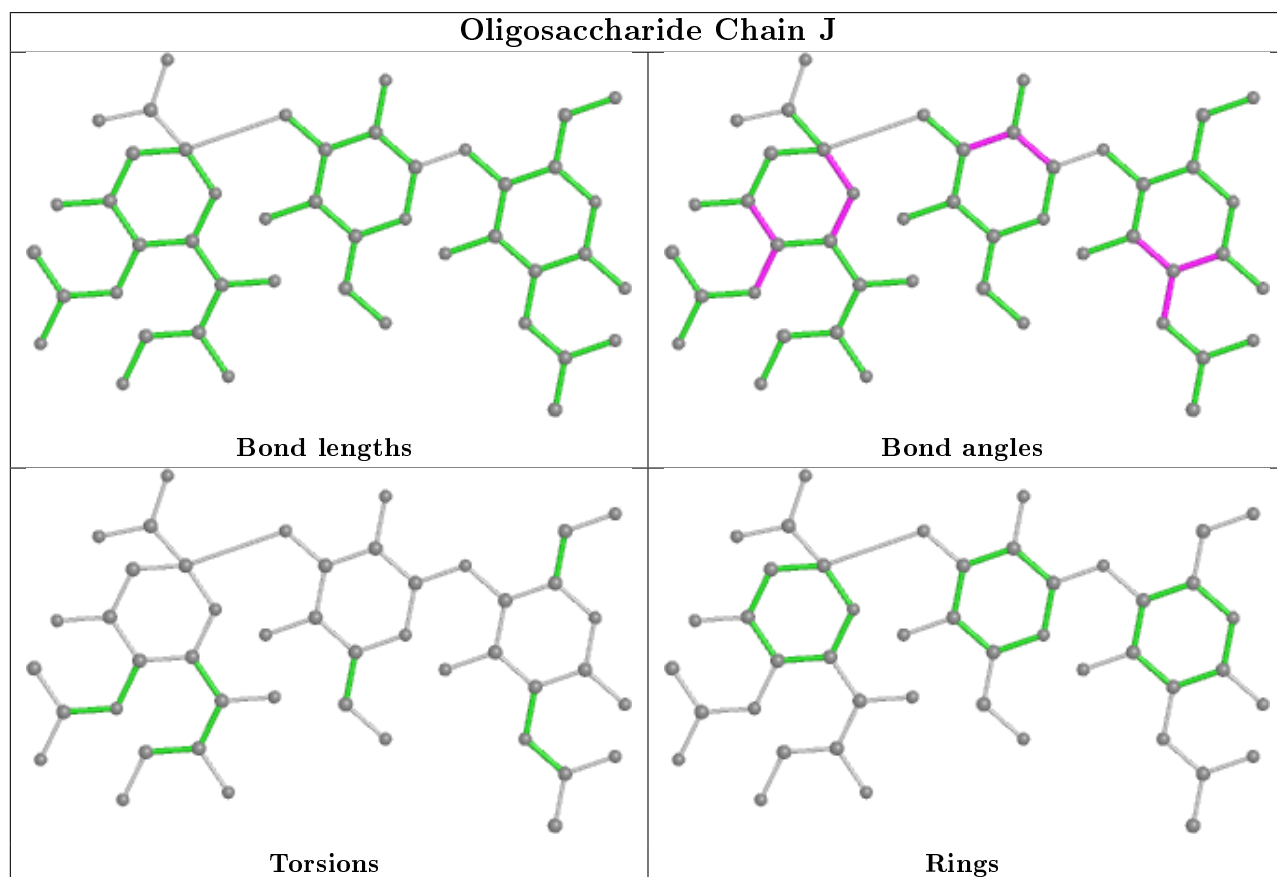 Oligosaccharide Chain J
Bond lengths
Bond angles
Torsions
Rings